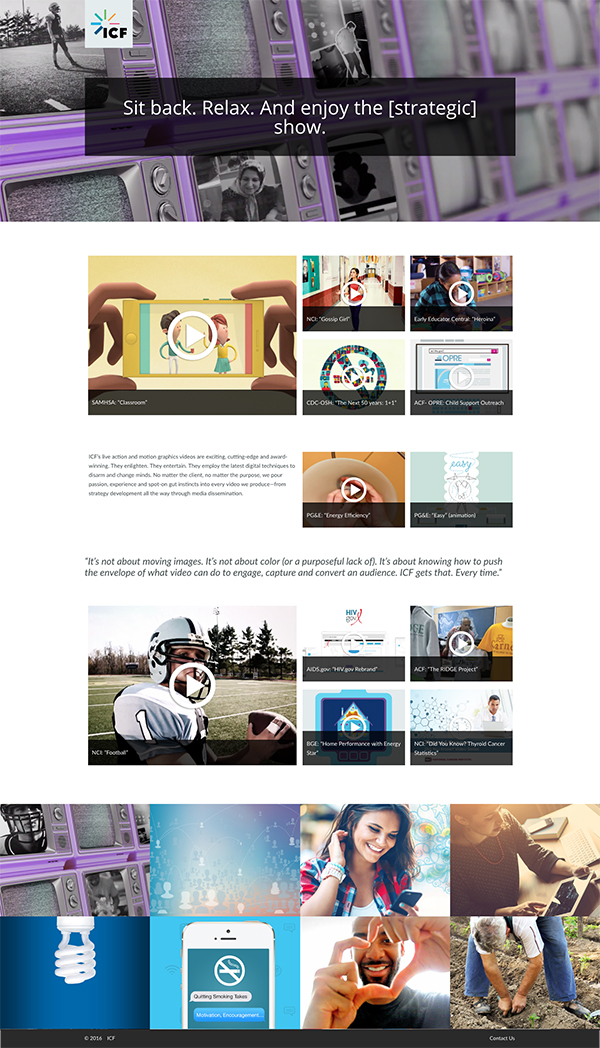 ICF
Sit back. Relax. And enjoy the [strategic]
show.
SAMHSA: "Classroom"
NCI: "Gossip Girl"
Early Educator Central: "Heroina"
CDC-OSH: "The Next 50 years: 1+1"
OPRE
ACF- OPRE: Child Support Outreach
ICF's live action and motion graphics videos are exciting, cutting-edge and award-
winning. They enlighten. They entertain. They employ the latest digital techniques to
disarm and change minds. No matter the client, no matter the purpose, we pour
passion, experience and spot-on gut instincts into every video we produce—from
strategy development all the way through media dissemination.
PG&E: "Energy Efficiency"
easy
PG&E: "Easy" (animation)
"It's not about moving images. It's not about color (or a purposeful lack of). It's about knowing how to push
the envelope of what video can do to engage, capture and convert an audience. ICF gets that. Every time."
1
NCI: "Football"
HIV
gov
AIDS.gov: "HIV.gov Rebrand"
ACF: "The RIDGE Project"
BGE: "Home Performance with Energy
Star"
NCI: "Did You Know? Thyroid Cancer
Statistics"
Quitting Smoking Takes
Motivation, Encouragement...
© 2016 ICF
Contact Us